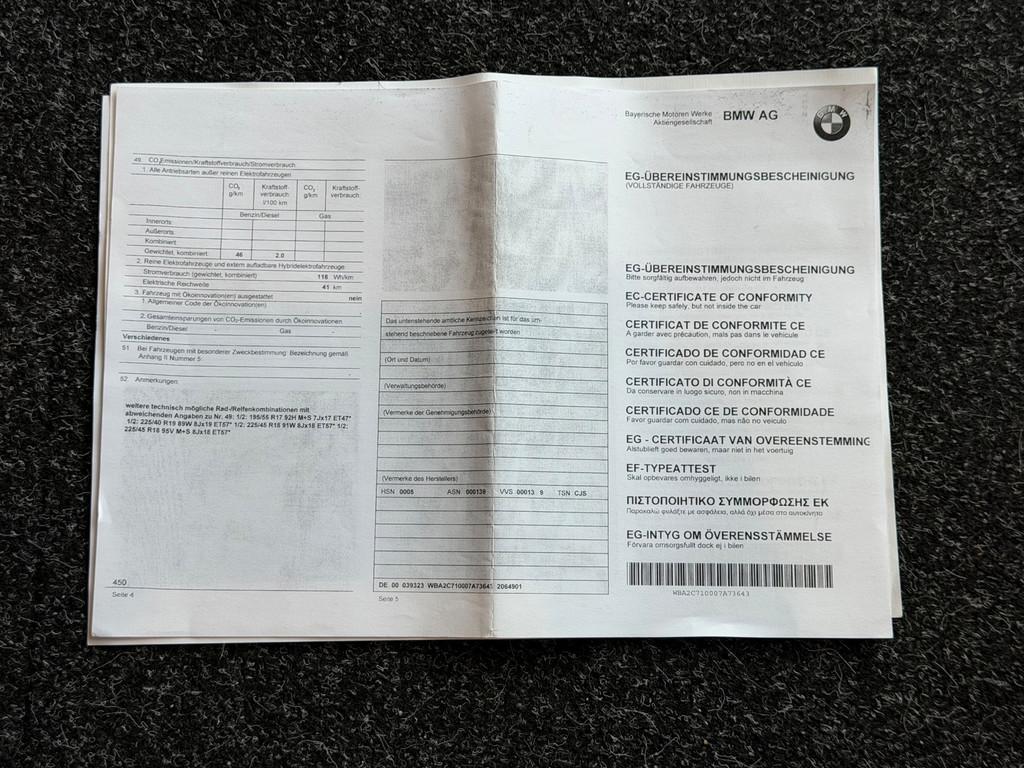 49. CO₂Emissionen/Kraftstoffverbrauch/Stromverbrauch:
1. Alle Antriebsarten außer reinen Elektrofahrzeugen
CO₂ g/km Kraftstoff-verbrauch l/100 km CO₂ g/km Kraftstoff-verbrauch:
Benzin/Diesel Gas
Innerorts
Außerorts
Kombiniert
Gewichtet, kombiniert: 46 2.0
2. Reine Elektrofahrzeuge und extern aufladbare Hybridelektrofahrzeuge:
Stromverbrauch (gewichtet, kombiniert) 118 Wh/km
Elektrische Reichweite 41 km
3. Fahrzeug mit Ökoinnovation(en) ausgestattet nein
1. Allgemeiner Code der Ökoinnovation(en)
2. Gesamteinsparungen von CO₂-Emissionen durch Ökoinnovationen
Benzin/Diesel Gas
Verschiedenes
51. Bei Fahrzeugen mit besonderer Zweckbestimmung: Bezeichnung gemäß
Anhang II Nummer 5:
52. Anmerkungen:
weitere technisch mögliche Rad-/Reifenkombinationen mit
abweichenden Angaben zu Nr. 49: 1/2: 195/55 R17 92H M+S 7Jx17 ET47*
1/2: 225/40 R19 89W 8Jx19 ET57* 1/2: 225/45 R18 91W 8Jx18 ET57* 1/2:
225/45 R18 95V M+S 8Jx18 ET57*
450
Seite 4
Das untenstehende amtliche Kennzeichen ist für das um-
stehend beschriebene Fahrzeug zugeteilt worden
(Ort und Datum)
(Verwaltungsbehörde)
(Vermerke der Genehmigungsbehörde)
(Vermerke des Herstellers)
HSN 0005 ASN 000139 VVS 00013 9 TSN CJS
DE 00 039323 WBA2C710007A73643 2064901
Seite 5
Bayerische Motoren Werke
Aktiengesellschaft
BMW AG
BMW
EG-ÜBEREINSTIMMUNGSBESCHEINIGUNG
(VOLLSTÄNDIGE FAHRZEUGE)
EG-ÜBEREINSTIMMUNGSBESCHEINIGUNG
Bitte sorgfältig aufbewahren, jedoch nicht im Fahrzeug
EC-CERTIFICATE OF CONFORMITY
Please keep safely, but not inside the car
CERTIFICAT DE CONFORMITE CE
A garder avec précaution, mais pas dans le vehicule
CERTIFICADO DE CONFORMIDAD CE
Por favor guardar con cuidado, pero no en el vehículo
CERTIFICATO DI CONFORMITÀ CE
Da conservare in luogo sicuro, non in macchina
CERTIFICADO CE DE CONFORMIDADE
Favor guardar com cuidado, mas não no veículo
EG - CERTIFICAAT VAN OVEREENSTEMMING
Alstublieft goed bewaren, maar niet in het voertuig
EF-TYPEATTEST
Skal opbevares omhyggeligt, ikke i bilen
ΠΙΣΤΟΠΟΙΗΤΙΚΟ ΣΥΜΜΟΡΦΩΣΗΣ ΕΚ
Παρακαλώ φυλάξτε με ασφάλεια, αλλά όχι μέσα στο αυτοκίνητο
EG-INTYG OM ÖVERENSSTÄMMELSE
Förvara omsorgsfullt dock ej i bilen
WBA2C710007A73643